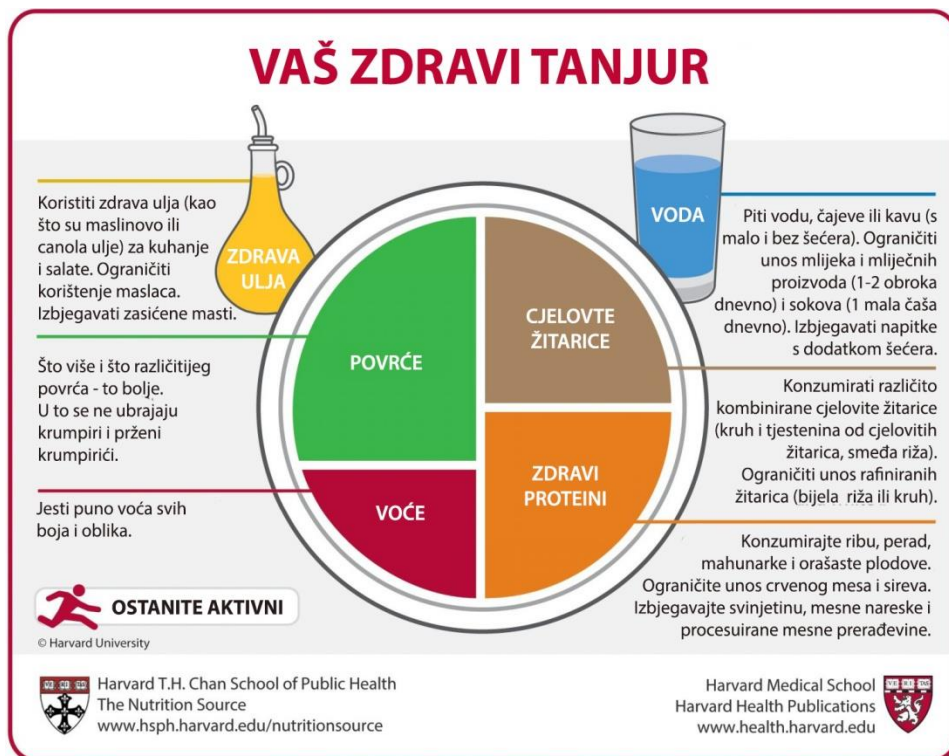 VAŠ ZDRAVI TANJUR
Koristiti zdrava ulja (kao
što su maslinovo ili
canola ulje) za kuhanje
i salate. Ograničiti
korištenje maslaca.
Izbjegavati zasićene masti.
ZDRAVA
ULJA
Što više i što različitijeg
povrća - to bolje.
U to se ne ubrajaju
krumpiri i prženi
krumpirići.
Jesti puno voća svih
boja i oblika.
POVRĆE
VOĆE
CJELOVTE
ŽITARICE
ZDRAVI
PROTEINI
VODA
Piti vodu, čajeve ili kavu (s
malo i bez šećera). Ograničiti
unos mlijeka i mliječnih
proizvoda (1-2 obroka
dnevno) i sokova (1 mala čaša
dnevno). Izbjegavati napitke
s dodatkom šećera.
Konzumirati različito
kombinirane cjelovite žitarice
(kruh i tjestenina od cjelovitih
žitarica, smeđa riža).
Ograničiti unos rafiniranih
žitarica (bijela riža ili kruh).
Konzumirajte ribu, perad,
mahunarke i orašaste plodove.
Ograničite unos crvenog mesa i sireva.
Izbjegavajte svinjetinu, mesne nareske i
procesuirane mesne prerađevine.
OSTANITE AKTIVNI
© Harvard University
Harvard T.H. Chan School of Public Health
The Nutrition Source
www.hsph.harvard.edu/nutritionsource
Harvard Medical School
Harvard Health Publications
www.health.harvard.edu